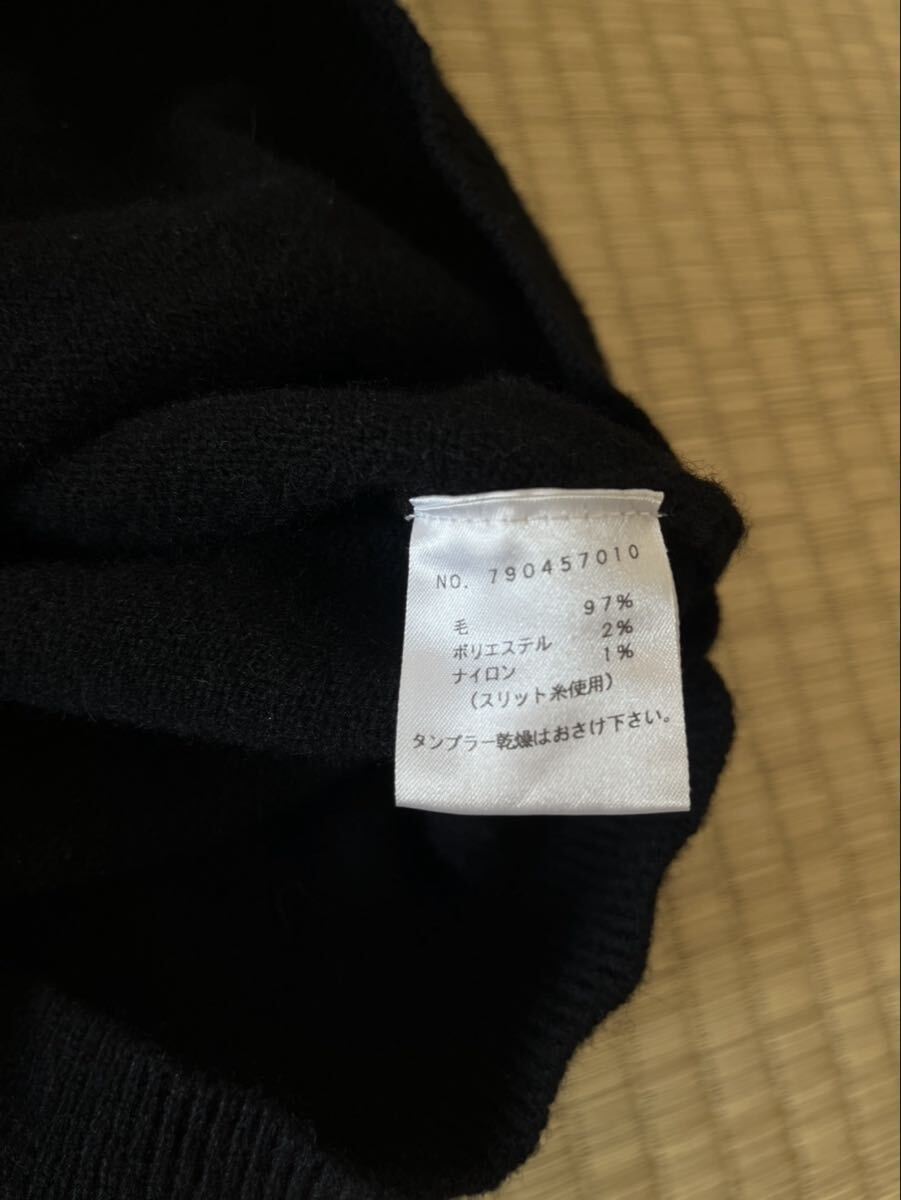 NO. 790457010
毛 97%
ポリエステル 2%
ナイロン 1%
(スリット糸使用)
タンブラー乾燥はおさけ下さい。